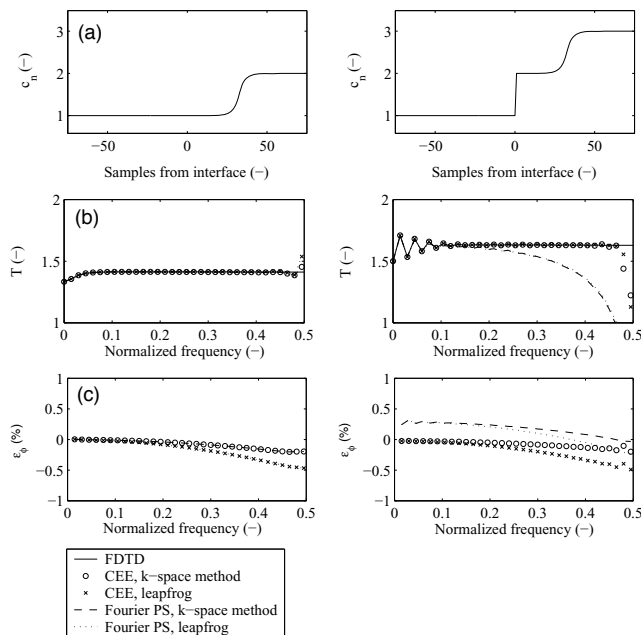 (a)
3
2
1
c_n (−)
−50
0
50
Samples from interface (−)
3
2
1
c_n (−)
−50
0
50
Samples from interface (−)
(b)
2
1.5
1
T (−)
0
0.1
0.2
0.3
0.4
0.5
Normalized frequency (−)
2
1.5
1
T (−)
0
0.1
0.2
0.3
0.4
0.5
Normalized frequency (−)
(c)
1
0.5
0
−0.5
−1
ε_ϕ (%)
0
0.1
0.2
0.3
0.4
0.5
Normalized frequency (−)
1
0.5
0
−0.5
−1
ε_ϕ (%)
0
0.1
0.2
0.3
0.4
0.5
Normalized frequency (−)
FDTD
CEE, k−space method
CEE, leapfrog
Fourier PS, k−space method
Fourier PS, leapfrog